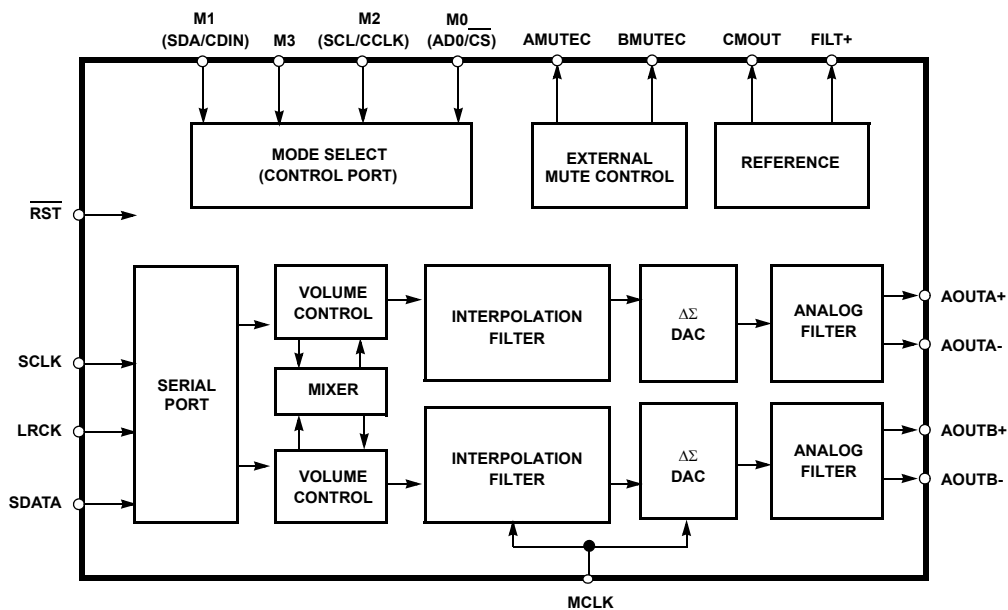 M1
(SDA/CDIN)
M3
M2
(SCL/CCLK)
M0
(AD0/C̅S̅)
AMUTEC
BMUTEC
CMOUT
FILT+
MODE SELECT
(CONTROL PORT)
EXTERNAL
MUTE CONTROL
REFERENCE
R̅S̅T̅
SERIAL
PORT
VOLUME
CONTROL
MIXER
VOLUME
CONTROL
INTERPOLATION
FILTER
INTERPOLATION
FILTER
ΔΣ
DAC
ΔΣ
DAC
ANALOG
FILTER
ANALOG
FILTER
AOUTA+
AOUTA-
AOUTB+
AOUTB-
SCLK
LRCK
SDATA
MCLK